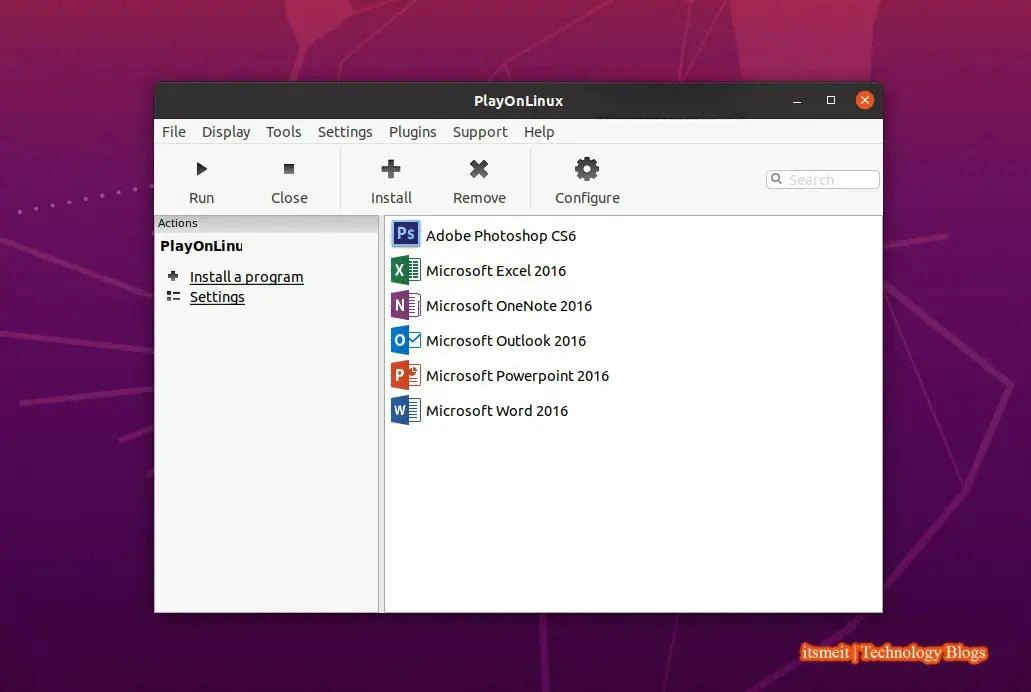 PlayOnLinux
File Display Tools Settings Plugins Support Help
Run Close Install Remove Configure Search
Actions
PlayOnLinu
Install a program
Settings
Ps Adobe Photoshop CS6
X Microsoft Excel 2016
N Microsoft OneNote 2016
O Microsoft Outlook 2016
P Microsoft Powerpoint 2016
W Microsoft Word 2016
itsmeit | Technology Blogs